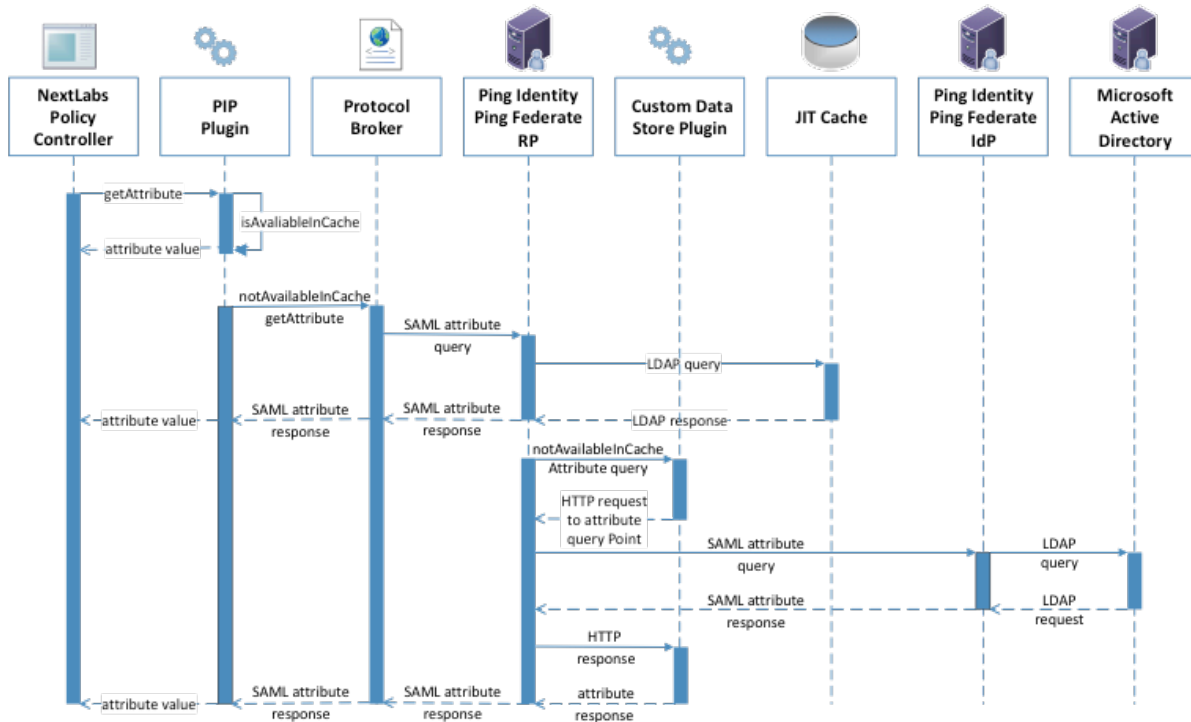 NextLabs
Policy
Controller
PIP
Plugin
Protocol
Broker
Ping Identity
Ping Federate
RP
Custom Data
Store Plugin
JIT Cache
Ping Identity
Ping Federate
IdP
Microsoft
Active
Directory
getAttribute
isAvaliableInCache
attribute value
notAvailableInCache
getAttribute
SAML attribute
query
LDAP query
attribute value
SAML attribute
response
SAML attribute
response
LDAP response
notAvailableInCache
Attribute query
HTTP request
to attribute
query Point
SAML attribute
query
LDAP
query
SAML attribute
response
LDAP
request
HTTP
response
attribute value
SAML attribute
response
SAML attribute
response
attribute
response